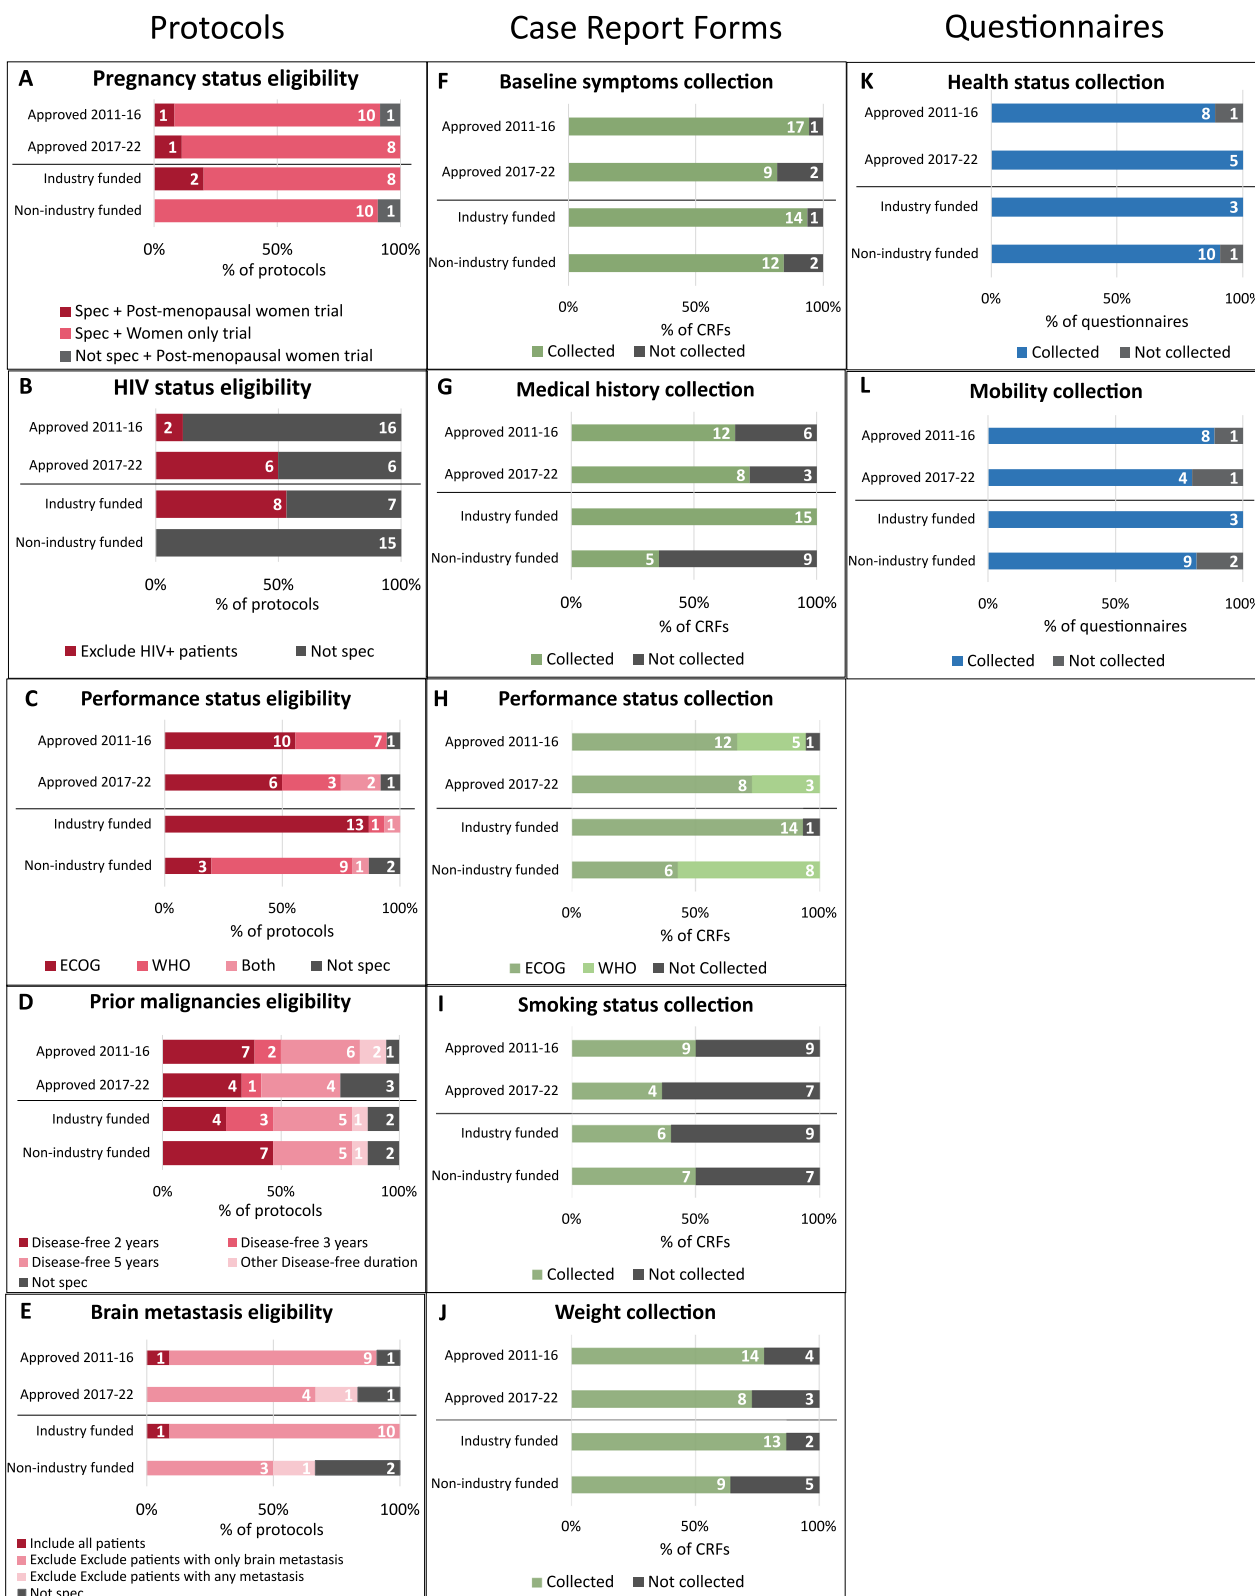 Protocols
Case Report Forms
Questionnaires
A
Pregnancy status eligibility
Approved 2011-16
1
10
1
Approved 2017-22
1
8
Industry funded
2
8
Non-industry funded
10
1
0%
50%
100%
% of protocols
Spec + Post-menopausal women trial
Spec + Women only trial
Not spec + Post-menopausal women trial
B
HIV status eligibility
Approved 2011-16
2
16
Approved 2017-22
6
6
Industry funded
8
7
Non-industry funded
15
0%
50%
100%
% of protocols
Exclude HIV+ patients
Not spec
C
Performance status eligibility
Approved 2011-16
10
7
1
Approved 2017-22
6
3
2
1
Industry funded
13
1
1
Non-industry funded
3
9
1
2
0%
50%
100%
% of protocols
ECOG
WHO
Both
Not spec
D
Prior malignancies eligibility
Approved 2011-16
7
2
6
2
1
Approved 2017-22
4
1
4
3
Industry funded
4
3
5
1
2
Non-industry funded
7
5
1
2
0%
50%
100%
% of protocols
Disease-free 2 years
Disease-free 3 years
Disease-free 5 years
Other Disease-free duration
Not spec
E
Brain metastasis eligibility
Approved 2011-16
1
9
1
Approved 2017-22
4
1
1
Industry funded
1
10
Non-industry funded
3
1
2
0%
50%
100%
% of protocols
Include all patients
Exclude Exclude patients with only brain metastasis
Exclude Exclude patients with any metastasis
Not spec
F
Baseline symptoms collection
Approved 2011-16
17
1
Approved 2017-22
9
2
Industry funded
14
1
Non-industry funded
12
2
0%
50%
100%
% of CRFs
Collected
Not collected
G
Medical history collection
Approved 2011-16
12
6
Approved 2017-22
8
3
Industry funded
15
Non-industry funded
5
9
0%
50%
100%
% of CRFs
Collected
Not collected
H
Performance status collection
Approved 2011-16
12
5
1
Approved 2017-22
8
3
Industry funded
14
1
Non-industry funded
6
8
0%
50%
100%
% of CRFs
ECOG
WHO
Not Collected
I
Smoking status collection
Approved 2011-16
9
9
Approved 2017-22
4
7
Industry funded
6
9
Non-industry funded
7
7
0%
50%
100%
% of CRFs
Collected
Not collected
J
Weight collection
Approved 2011-16
14
4
Approved 2017-22
8
3
Industry funded
13
2
Non-industry funded
9
5
0%
50%
100%
% of CRFs
Collected
Not collected
K
Health status collection
Approved 2011-16
8
1
Approved 2017-22
5
Industry funded
3
Non-industry funded
10
1
0%
50%
100%
% of questionnaires
Collected
Not collected
L
Mobility collection
Approved 2011-16
8
1
Approved 2017-22
4
1
Industry funded
3
Non-industry funded
9
2
0%
50%
100%
% of questionnaires
Collected
Not collected